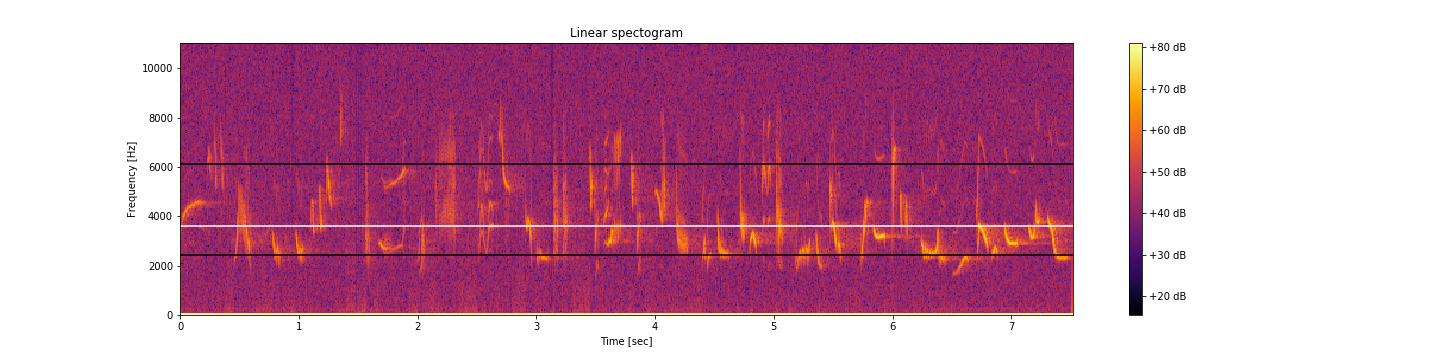 Linear spectogram
Frequency [Hz]
10000
8000
6000
4000
2000
0
0 1 2 3 4 5 6 7
Time [sec]
+80 dB
+70 dB
+60 dB
+50 dB
+40 dB
+30 dB
+20 dB